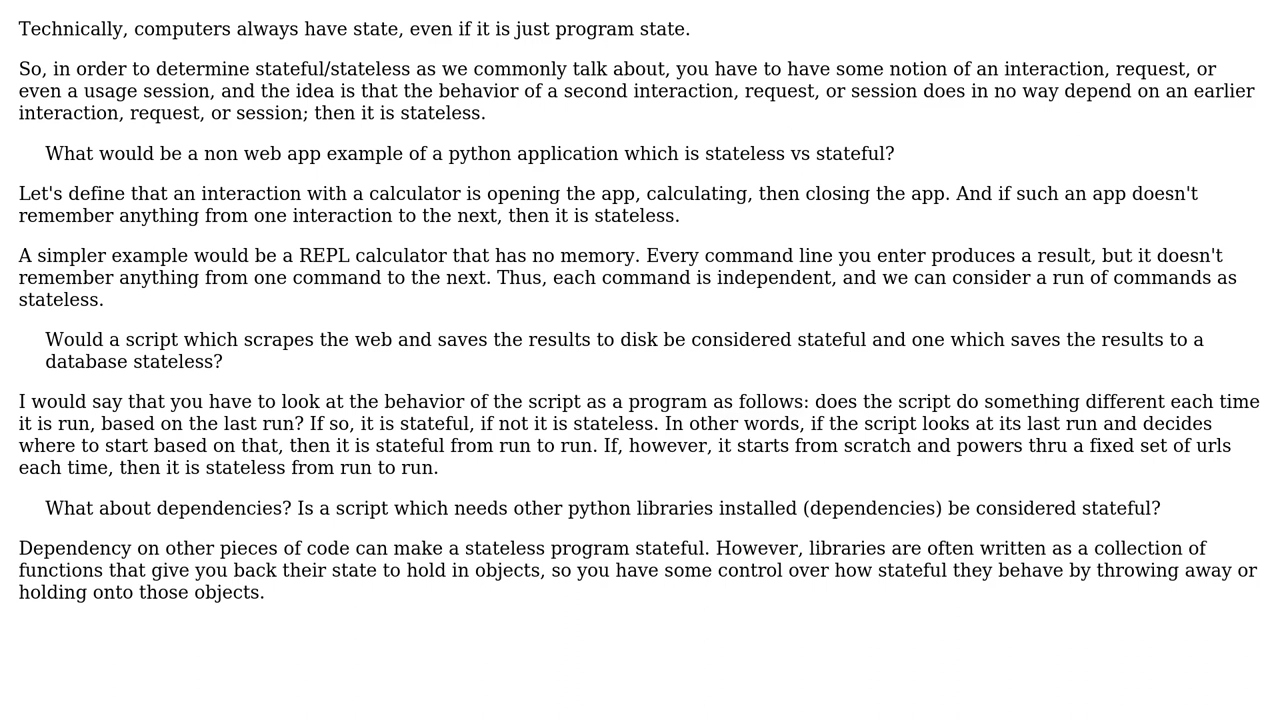 Technically, computers always have state, even if it is just program state.
So, in order to determine stateful/stateless as we commonly talk about, you have to have some notion of an interaction, request, or
even a usage session, and the idea is that the behavior of a second interaction, request, or session does in no way depend on an earlier
interaction, request, or session; then it is stateless.
What would be a non web app example of a python application which is stateless vs stateful?
Let's define that an interaction with a calculator is opening the app, calculating, then closing the app. And if such an app doesn't
remember anything from one interaction to the next, then it is stateless.
A simpler example would be a REPL calculator that has no memory. Every command line you enter produces a result, but it doesn't
remember anything from one command to the next. Thus, each command is independent, and we can consider a run of commands as
stateless.
Would a script which scrapes the web and saves the results to disk be considered stateful and one which saves the results to a
database stateless?
I would say that you have to look at the behavior of the script as a program as follows: does the script do something different each time
it is run, based on the last run? If so, it is stateful, if not it is stateless. In other words, if the script looks at its last run and decides
where to start based on that, then it is stateful from run to run. If, however, it starts from scratch and powers thru a fixed set of urls
each time, then it is stateless from run to run.
What about dependencies? Is a script which needs other python libraries installed (dependencies) be considered stateful?
Dependency on other pieces of code can make a stateless program stateful. However, libraries are often written as a collection of
functions that give you back their state to hold in objects, so you have some control over how stateful they behave by throwing away or
holding onto those objects.